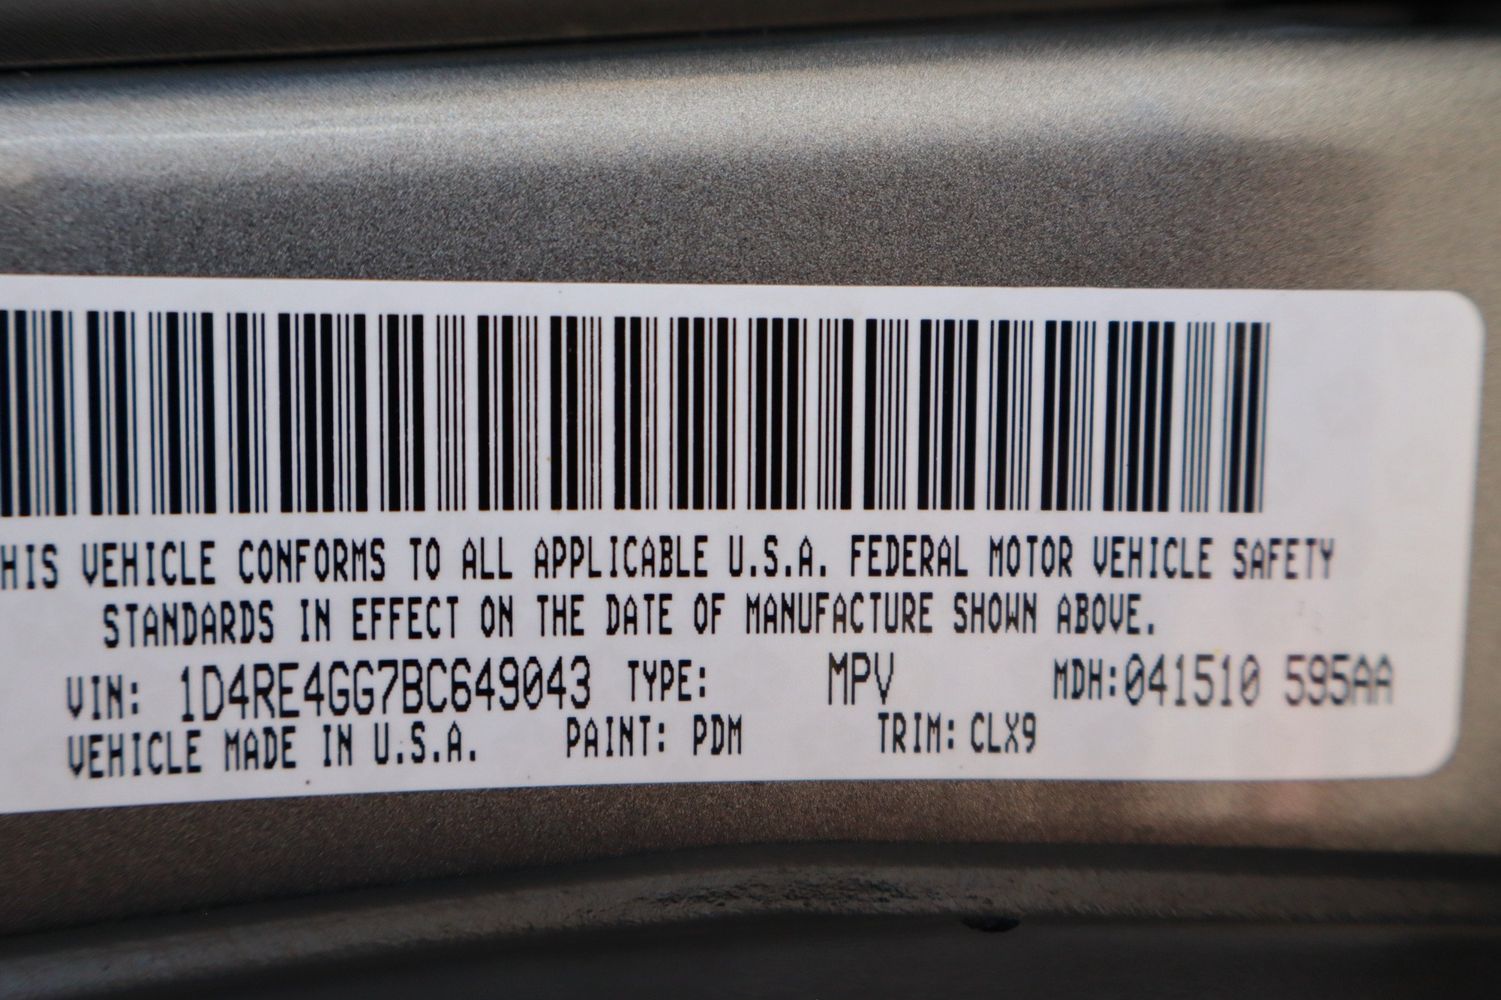 HIS VEHICLE CONFORMS TO ALL APPLICABLE U.S.A. FEDERAL MOTOR VEHICLE SAFETY
STANDARDS IN EFFECT ON THE DATE OF MANUFACTURE SHOWN ABOVE.
VIN: 1D4RE4GG7BC649043 TYPE: MPV MDH:041510 595AA
VEHICLE MADE IN U.S.A. PAINT: PDM TRIM: CLX9